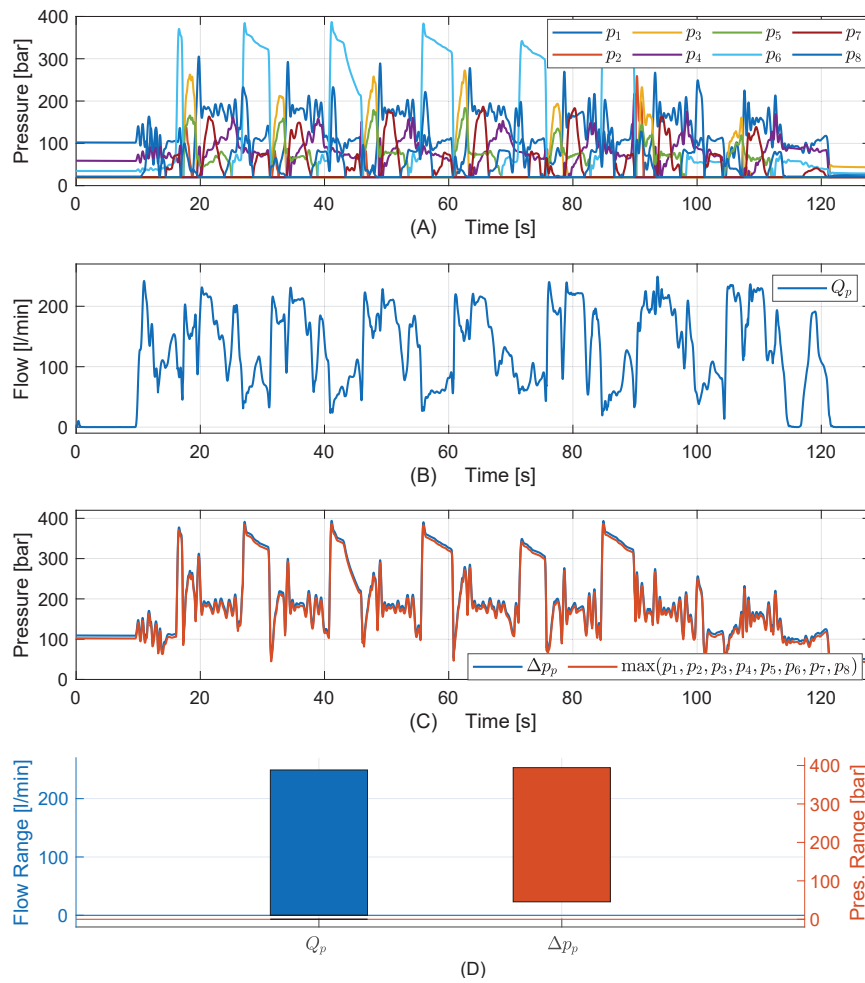 400
300
200
100
0
Pressure [bar]
p₁ p₃ p₅ p₇
p₂ p₄ p₆ p₈
0 20 40 60 80 100 120
(A) Time [s]
200
100
0
Flow [l/min]
Qₚ
0 20 40 60 80 100 120
(B) Time [s]
400
300
200
100
0
Pressure [bar]
Δpₚ max(p₁, p₂, p₃, p₄, p₅, p₆, p₇, p₈)
0 20 40 60 80 100 120
(C) Time [s]
200
100
0
Flow Range [l/min]
400
300
200
100
0
Pres. Range [bar]
Qₚ Δpₚ
(D)